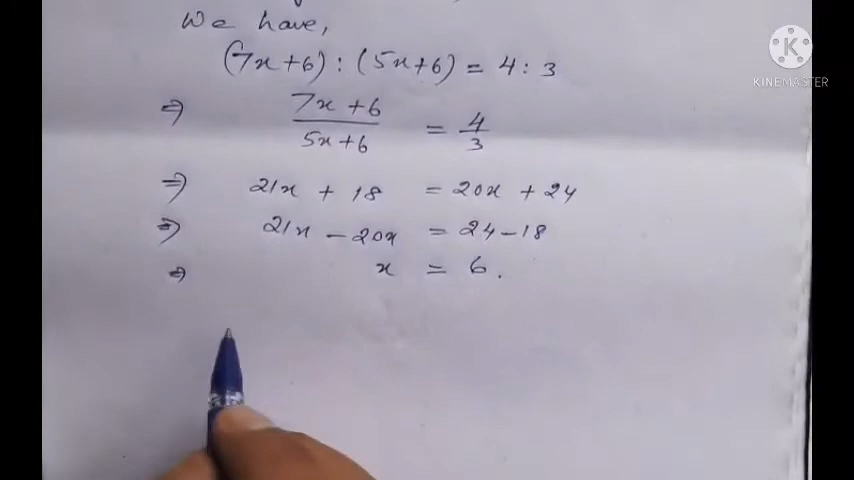 We have,
(7x+6) : (5x+6) = 4 : 3
K
KINEMASTER
⇒ 7x+6 / 5x+6 = 4/3
⇒ 21x + 18 = 20x + 24
⇒ 21x - 20x = 24-18
⇒ x = 6.